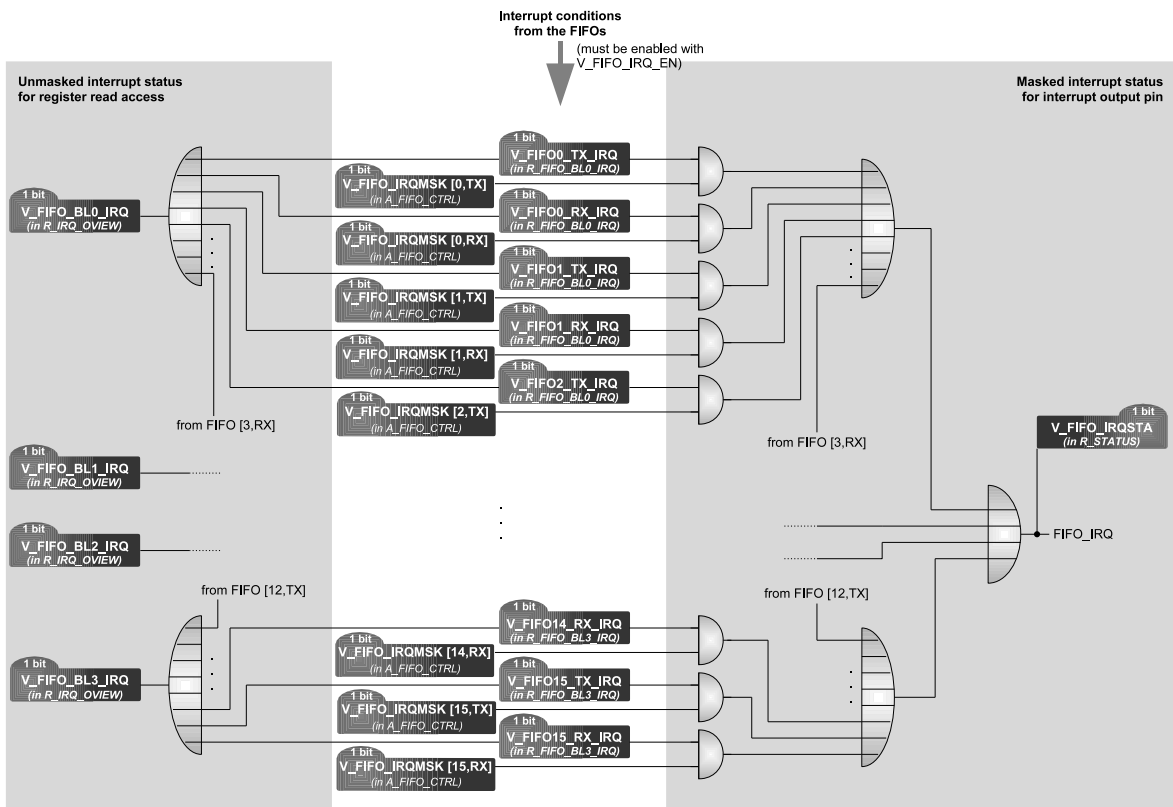 Interrupt conditions
from the FIFOs
(must be enabled with
V_FIFO_IRQ_EN)
Unmasked interrupt status
for register read access
Masked interrupt status
for interrupt output pin
1 bit
V_FIFO0_TX_IRQ
(in R_FIFO_BL0_IRQ)
1 bit
V_FIFO_IRQMSK [0,TX]
(in A_FIFO_CTRL)
1 bit
V_FIFO_BL0_IRQ
(in R_IRQ_OVIEW)
1 bit
V_FIFO0_RX_IRQ
(in R_FIFO_BL0_IRQ)
1 bit
V_FIFO_IRQMSK [0,RX]
(in A_FIFO_CTRL)
1 bit
V_FIFO1_TX_IRQ
(in R_FIFO_BL0_IRQ)
1 bit
V_FIFO_IRQMSK [1,TX]
(in A_FIFO_CTRL)
1 bit
V_FIFO1_RX_IRQ
(in R_FIFO_BL0_IRQ)
1 bit
V_FIFO_IRQMSK [1,RX]
(in A_FIFO_CTRL)
1 bit
V_FIFO2_TX_IRQ
(in R_FIFO_BL0_IRQ)
1 bit
V_FIFO_IRQMSK [2,TX]
(in A_FIFO_CTRL)
from FIFO [3,RX]
from FIFO [3,RX]
1 bit
V_FIFO_IRQSTA
(in R_STATUS)
1 bit
V_FIFO_BL1_IRQ
(in R_IRQ_OVIEW)
1 bit
V_FIFO_BL2_IRQ
(in R_IRQ_OVIEW)
FIFO_IRQ
from FIFO [12,TX]
from FIFO [12,TX]
1 bit
V_FIFO14_RX_IRQ
(in R_FIFO_BL3_IRQ)
1 bit
V_FIFO_IRQMSK [14,RX]
(in A_FIFO_CTRL)
1 bit
V_FIFO_BL3_IRQ
(in R_IRQ_OVIEW)
1 bit
V_FIFO15_TX_IRQ
(in R_FIFO_BL3_IRQ)
1 bit
V_FIFO_IRQMSK [15,TX]
(in A_FIFO_CTRL)
1 bit
V_FIFO15_RX_IRQ
(in R_FIFO_BL3_IRQ)
1 bit
V_FIFO_IRQMSK [15,RX]
(in A_FIFO_CTRL)